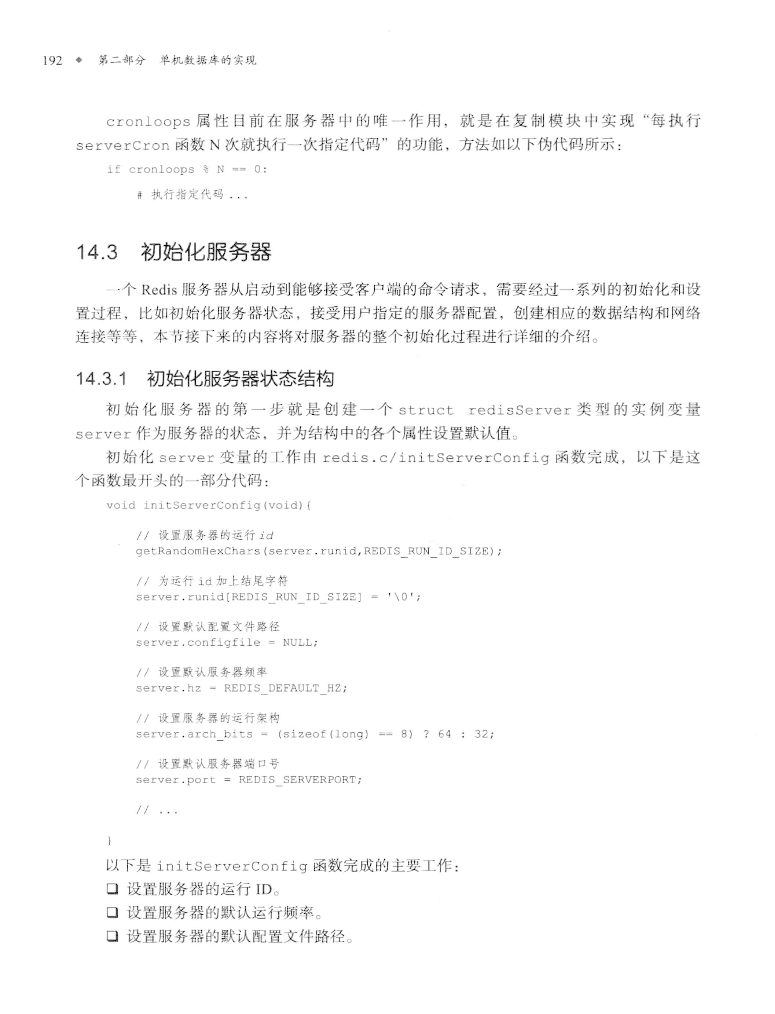 192 ◆ 第二部分 单机数据库的实现
cronloops 属性目前在服务器中的唯一作用，就是在复制模块中实现“每执行
serverCron 函数 N 次就执行一次指定代码”的功能，方法如以下伪代码所示：
if cronloops % N == 0:
# 执行指定代码 ...
14.3 初始化服务器
一个 Redis 服务器从启动到能够接受客户端的命令请求，需要经过一系列的初始化和设
置过程，比如初始化服务器状态，接受用户指定的服务器配置，创建相应的数据结构和网络
连接等等，本节接下来的内容将对服务器的整个初始化过程进行详细的介绍。
14.3.1 初始化服务器状态结构
初始化服务器的第一步就是创建一个 struct redisServer 类型的实例变量
server 作为服务器的状态，并为结构中的各个属性设置默认值。
初始化 server 变量的工作由 redis.c/initServerConfig 函数完成，以下是这
个函数最开头的一部分代码：
void initServerConfig(void){
// 设置服务器的运行 id
getRandomHexChars(server.runid,REDIS_RUN_ID_SIZE);
// 为运行 id 加上结尾字符
server.runid[REDIS_RUN_ID_SIZE] = '\0';
// 设置默认配置文件路径
server.configfile = NULL;
// 设置默认服务器频率
server.hz = REDIS_DEFAULT_HZ;
// 设置服务器的运行架构
server.arch_bits = (sizeof(long) == 8) ? 64 : 32;
// 设置默认服务器端口号
server.port = REDIS_SERVERPORT;
// ...
}
以下是 initServerConfig 函数完成的主要工作：
❑ 设置服务器的运行 ID。
❑ 设置服务器的默认运行频率。
❑ 设置服务器的默认配置文件路径。